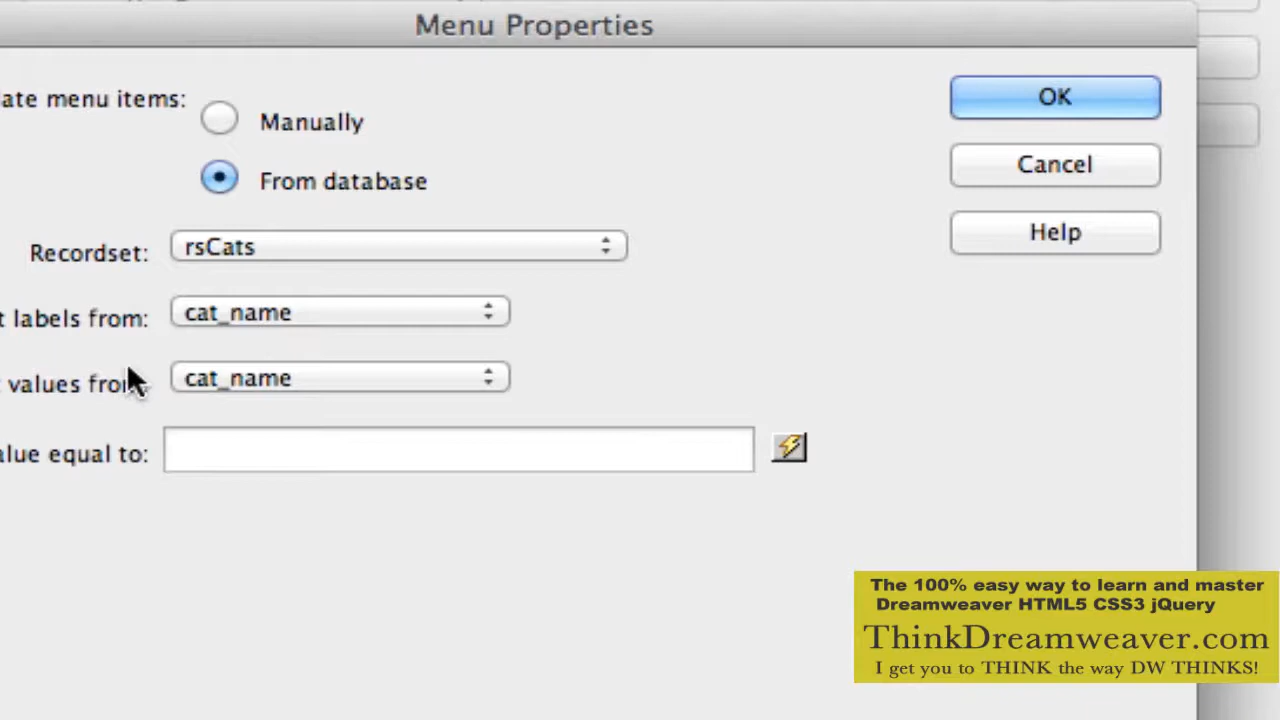 Menu Properties
ate menu items:
Manually
From database
OK
Cancel
Help
Recordset:
rsCats
t labels from:
cat_name
values from:
cat_name
alue equal to:
The 100% easy way to learn and master
Dreamweaver HTML5 CSS3 jQuery
ThinkDreamweaver.com
I get you to THINK the way DW THINKS!